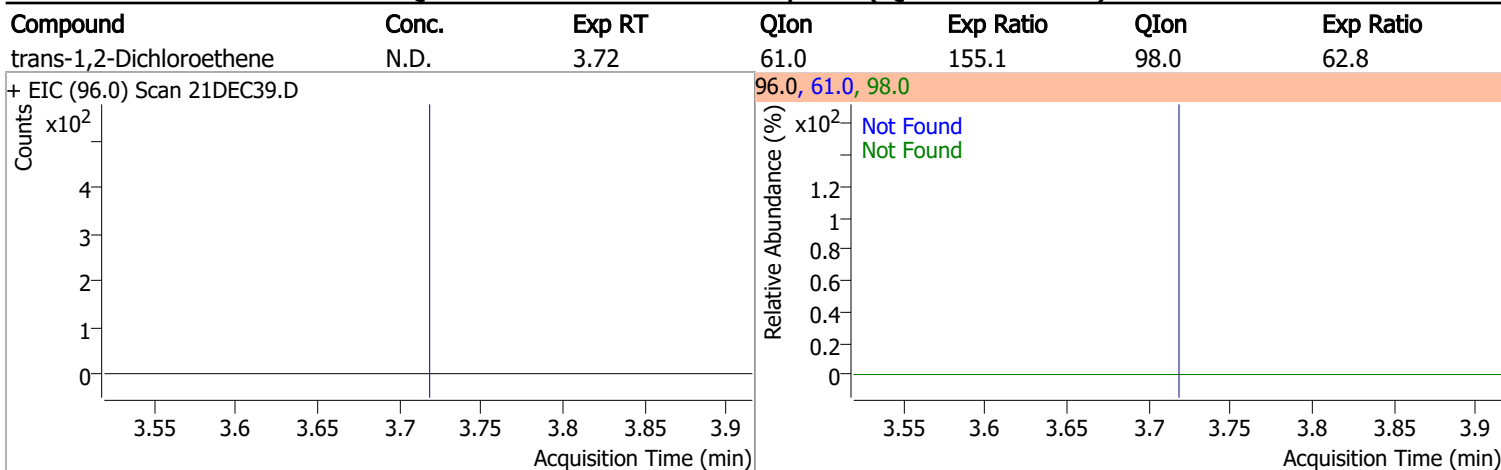 Compound Conc. Exp RT QIon Exp Ratio QIon Exp Ratio
trans-1,2-Dichloroethene N.D. 3.72 61.0 155.1 98.0 62.8
+ EIC (96.0) Scan 21DEC39.D
Counts
x10²
4
3
2
1
0
3.55 3.6 3.65 3.7 3.75 3.8 3.85 3.9
Acquisition Time (min)
96.0, 61.0, 98.0
Relative Abundance (%)
x10²
Not Found
Not Found
1.2
1
0.8
0.6
0.4
0.2
0
3.55 3.6 3.65 3.7 3.75 3.8 3.85 3.9
Acquisition Time (min)